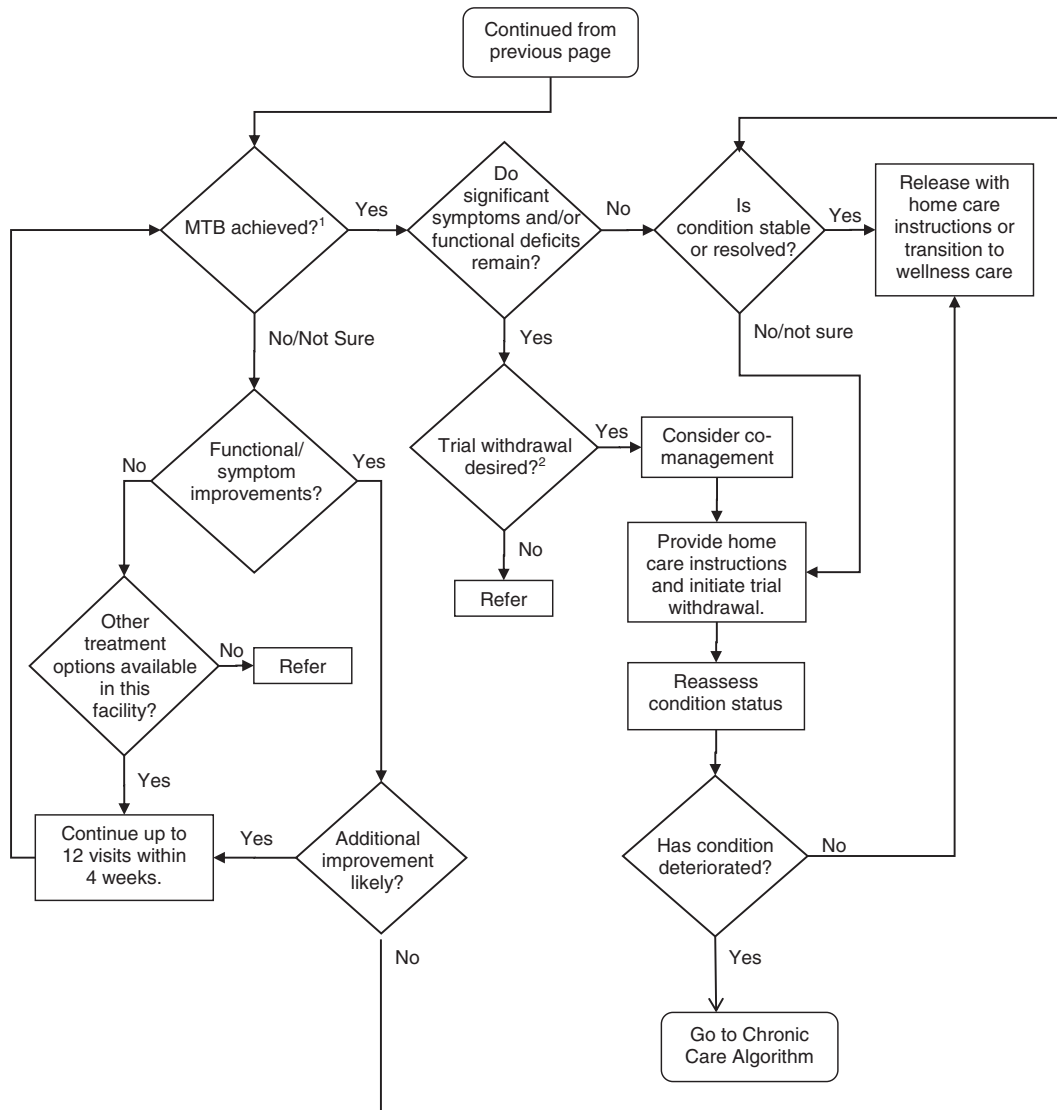 Continued from
previous page
MTB achieved?1
Yes
Do
significant
symptoms and/or
functional deficits
remain?
No
Is
condition stable
or resolved?
Yes
Release with
home care
instructions or
transition to
wellness care
No/Not Sure
Yes
No/not sure
Functional/
symptom
improvements?
No
Yes
Trial withdrawal
desired?2
Yes
Consider co-
management
No
Refer
Provide home
care instructions
and initiate trial
withdrawal.
Other
treatment
options available
in this
facility?
No
Refer
Reassess
condition status
Yes
Continue up to
12 visits within
4 weeks.
Yes
Additional
improvement
likely?
No
Has condition
deteriorated?
No
Yes
Go to Chronic
Care Algorithm